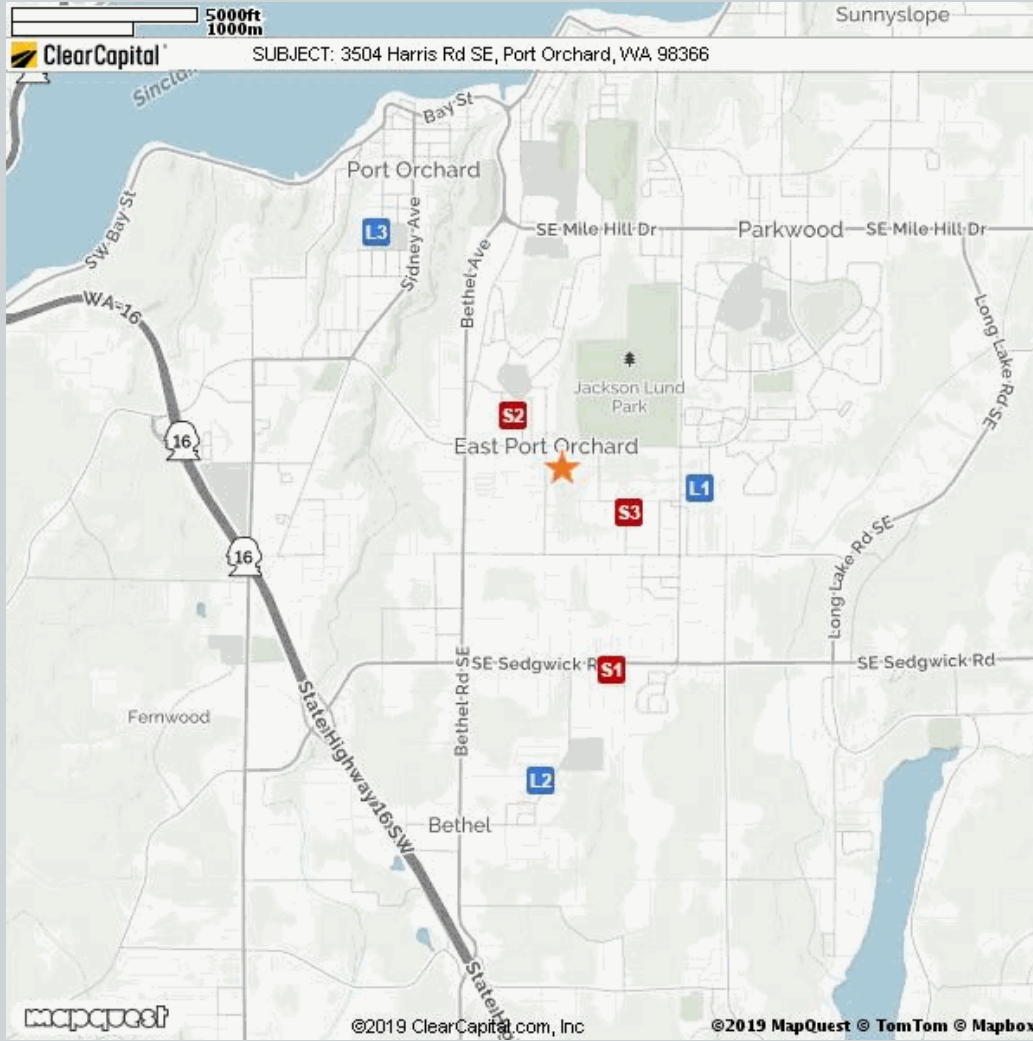 5000ft
1000m
Sunnyslope
ClearCapital
SUBJECT: 3504 Harris Rd SE, Port Orchard, WA 98366
Sinclair
Bay St
Port Orchard
L3
Sidney Ave
SW Bay St
SE Mile Hill Dr
Parkwood
SE Mile Hill Dr
Bethel Ave
WA-16
Long Lake Rd SE
Jackson Lund
Park
S2
16
East Port Orchard
L1
S3
Long Lake Rd SE
16
SE Sedgwick R
S1
SE Sedgwick Rd
Bethel Rd SE
Fernwood
State Highway 16 SW
L2
Bethel
State
mapquest
©2019 ClearCapital.com, Inc
©2019 MapQuest © TomTom © Mapbox